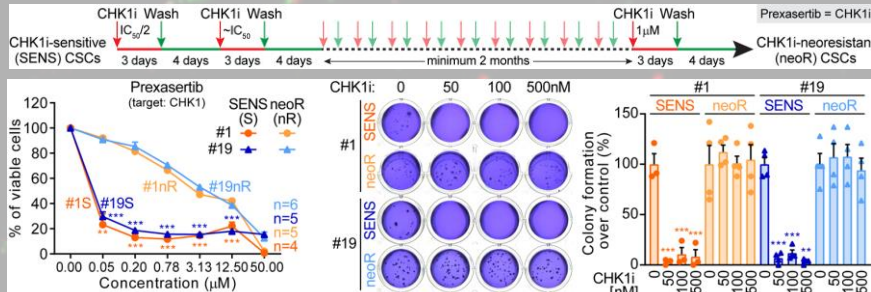 CHK1i Wash CHK1i Wash CHK1i Wash Prexasertib = CHK1i
IC50/2 ~IC50 1μM
CHK1i-sensitive
(SENS) CSCs
3 days 4 days 3 days 4 days minimum 2 months 3 days 4 days
CHK1i-neoresistant
(neoR) CSCs
Prexasertib
(target: CHK1)
SENS neoR
(S) (nR)
#1
#19
% of viable cells
120
100
80
60
40
20
0
#1nR #19nR
#1S #19S
***
*** *** *** ***
** *** *** *** ***
n=6
n=5
n=5
n=4
0.00 0.05 0.20 0.78 3.13 12.50 50.00
Concentration (μM)
CHK1i: 0 50 100 500nM
#1
SENS
neoR
#19
SENS
neoR
#1 #19
SENS neoR SENS neoR
Colony formation
over control (%)
150
100
50
0
*** *** *** *** *** **
CHK1i
[nM]
0 50 100 500 0 50 100 500 0 50 100 500 0 50 100 500